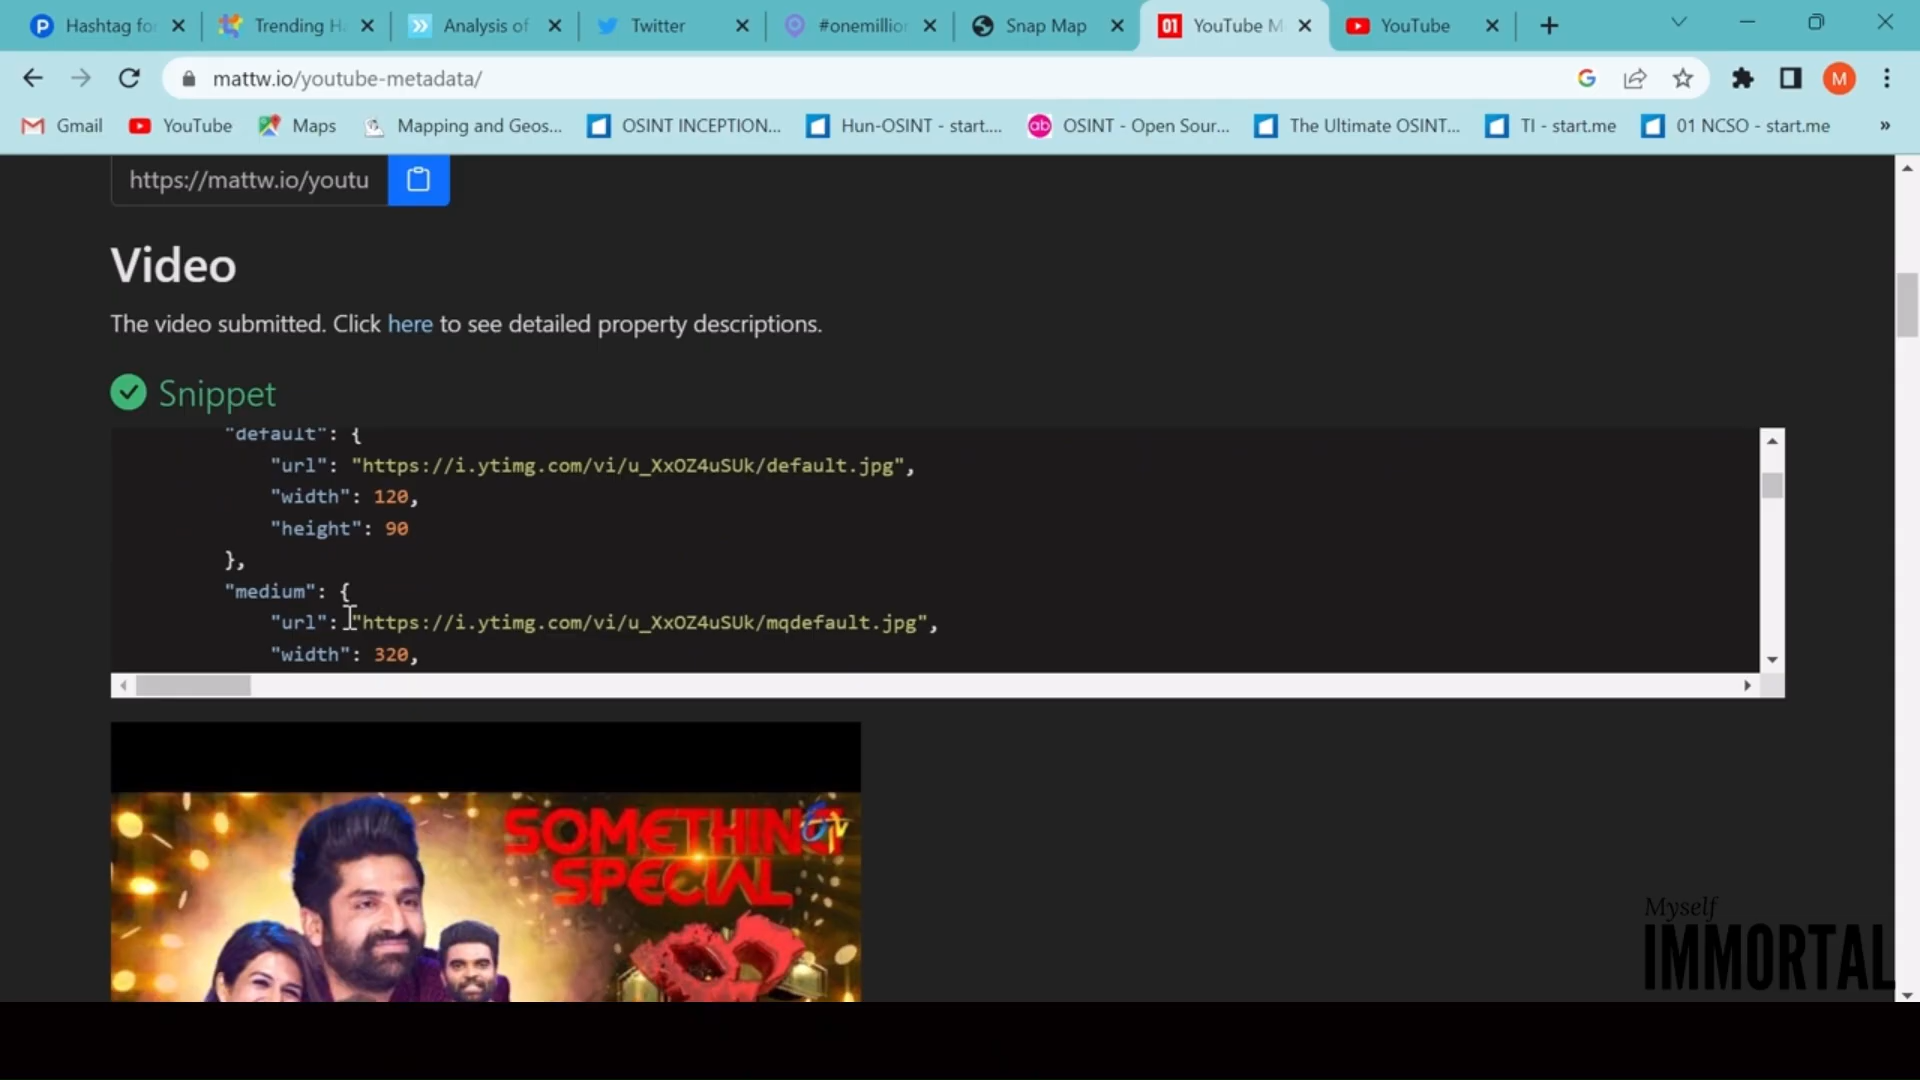 Hashtag fo
Trending H
Analysis of
Twitter
#onemillio
Snap Map
01
YouTube M
YouTube
mattw.io/youtube-metadata/
M
Gmail
YouTube
Maps
Mapping and Geos...
OSINT INCEPTION...
Hun-OSINT - start....
ab
OSINT - Open Sour...
The Ultimate OSINT...
TI - start.me
01 NCSO - start.me
»
https://mattw.io/youtu
Video
The video submitted. Click here to see detailed property descriptions.
Snippet
"default": {
"url": "https://i.ytimg.com/vi/u_XxOZ4uSUk/default.jpg",
"width": 120,
"height": 90
},
"medium": {
"url": "https://i.ytimg.com/vi/u_XxOZ4uSUk/mqdefault.jpg",
"width": 320,
SOMETHING
SPECIAL
Myself
IMMORTAL